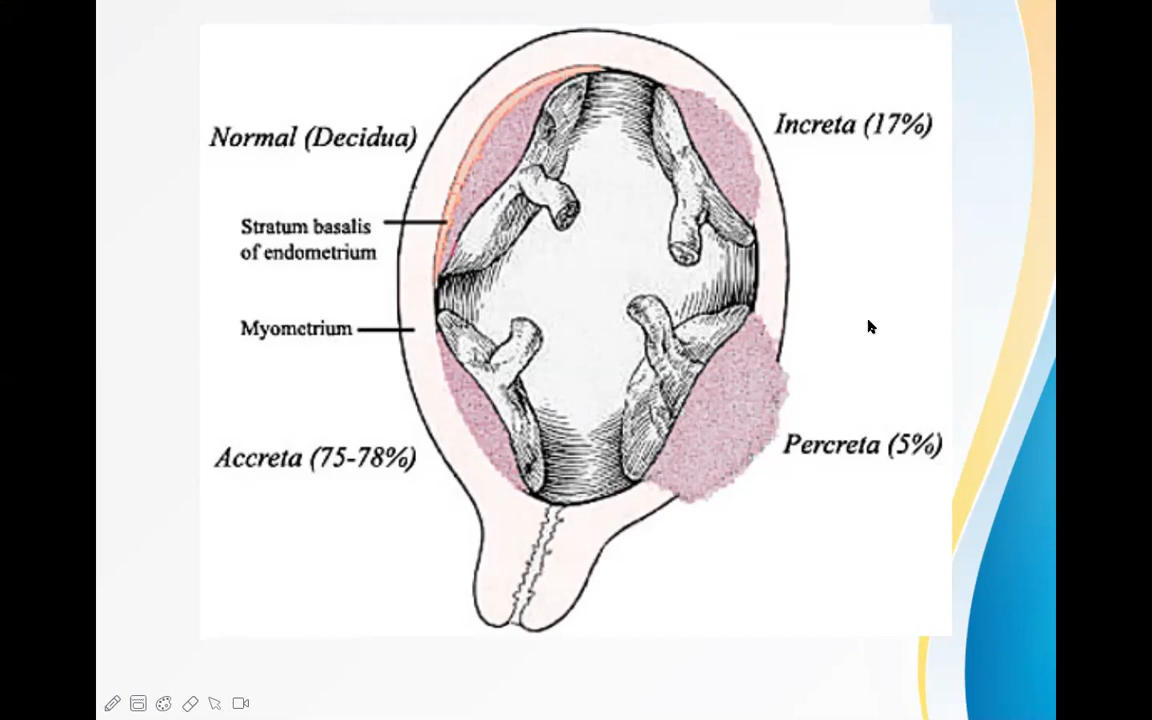 Normal (Decidua)
Increta (17%)
Stratum basalis
of endometrium
Myometrium
Accreta (75-78%)
Percreta (5%)